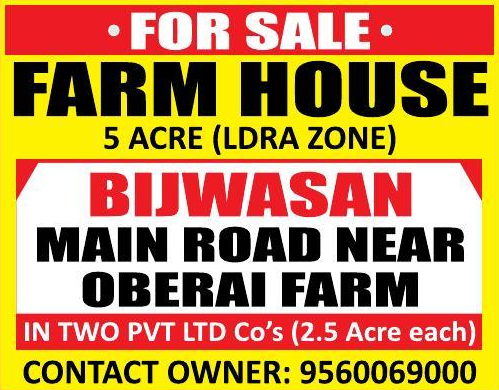 • FOR SALE •
FARM HOUSE
5 ACRE (LDRA ZONE)
BIJWASAN
MAIN ROAD NEAR
OBERAI FARM
IN TWO PVT LTD Co's (2.5 Acre each)
CONTACT OWNER: 9560069000